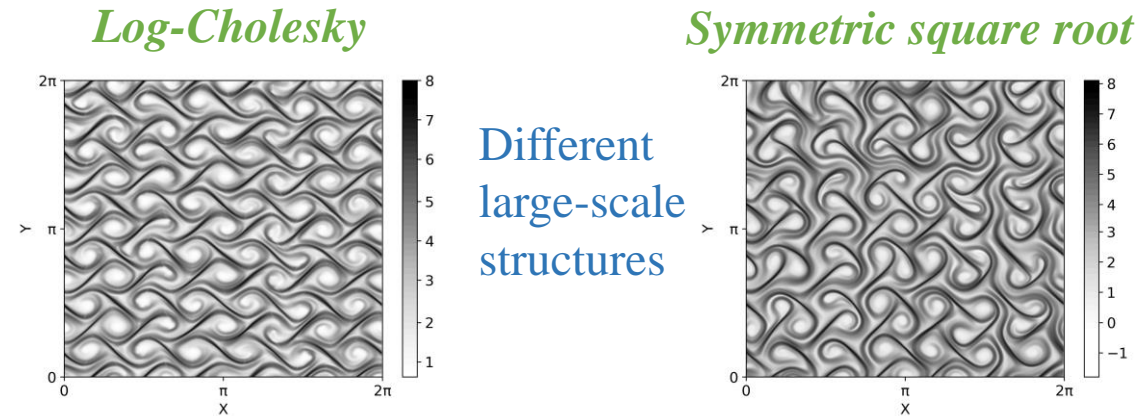 Log-Cholesky
Symmetric square root
2π
π
0
Y
0
π
2π
X
8
7
6
5
4
3
2
1
Different
large-scale
structures
2π
π
0
Y
0
π
2π
X
8
7
6
5
4
3
2
1
0
−1